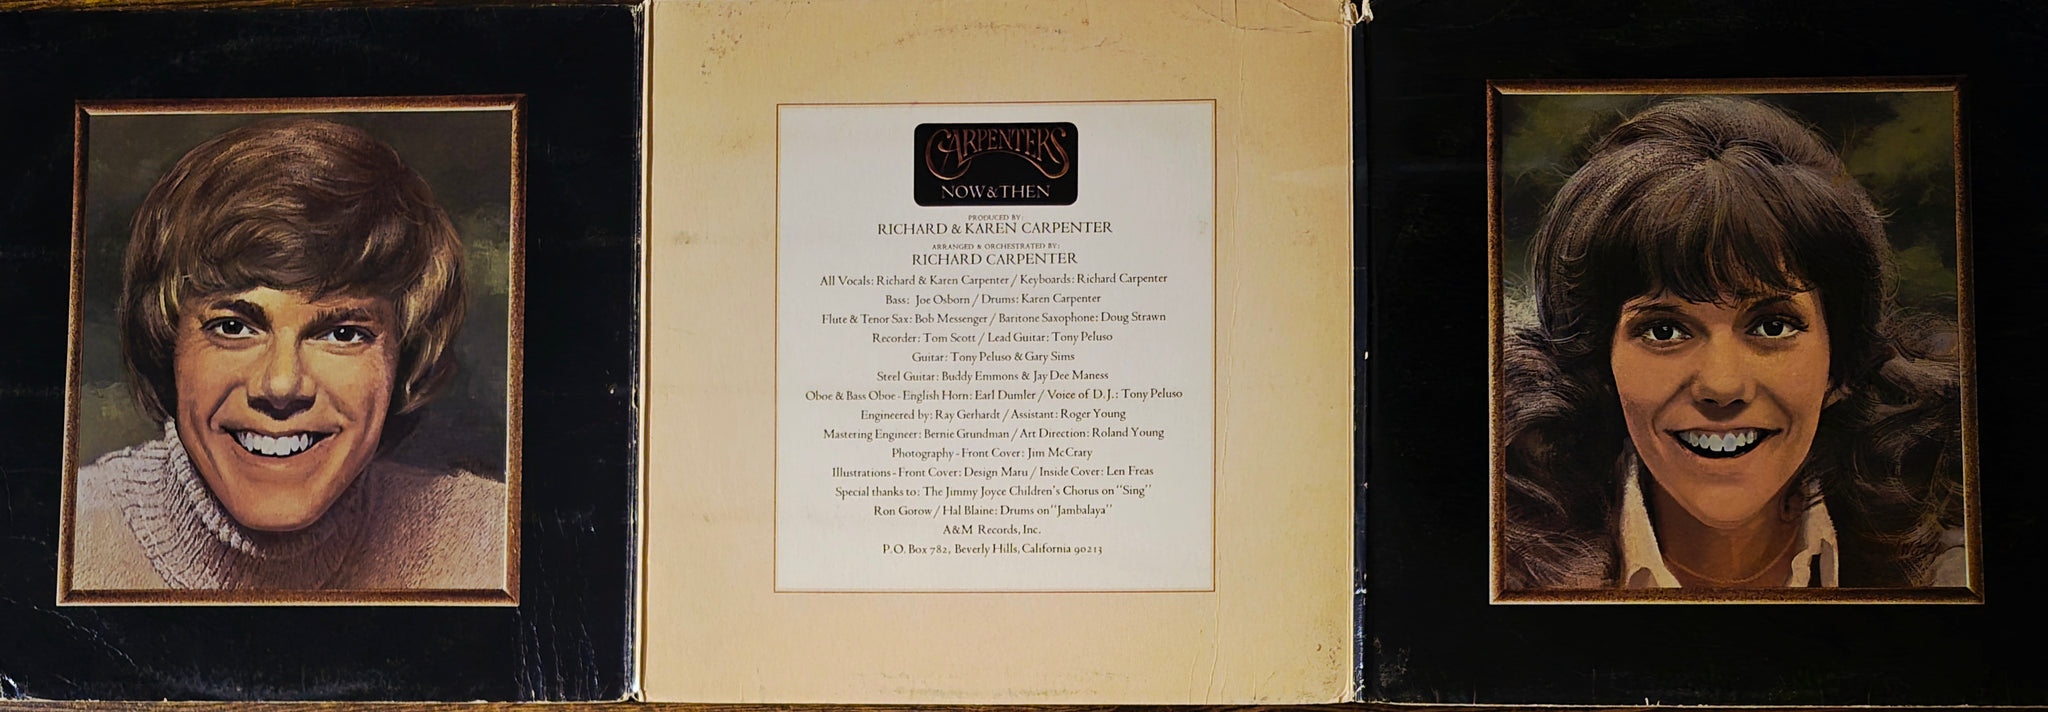 CARPENTERS
NOW & THEN
PRODUCED BY:
RICHARD & KAREN CARPENTER
ARRANGED & ORCHESTRATED BY:
RICHARD CARPENTER
All Vocals: Richard & Karen Carpenter / Keyboards: Richard Carpenter
Bass: Joe Osborn / Drums: Karen Carpenter
Flute & Tenor Sax: Bob Messenger / Baritone Saxophone: Doug Strawn
Recorder: Tom Scott / Lead Guitar: Tony Peluso
Guitar: Tony Peluso & Gary Sims
Steel Guitar: Buddy Emmons & Jay Dee Maness
Oboe & Bass Oboe - English Horn: Earl Dumler / Voice of D.J.: Tony Peluso
Engineered by: Ray Gerhardt / Assistant: Roger Young
Mastering Engineer: Bernie Grundman / Art Direction: Roland Young
Photography - Front Cover: Jim McCrary
Illustrations - Front Cover: Design Maru / Inside Cover: Len Freas
Special thanks to: The Jimmy Joyce Children's Chorus on "Sing"
Ron Gorow / Hal Blaine: Drums on "Jambalaya"
A&M Records, Inc.
P.O. Box 782, Beverly Hills, California 90213